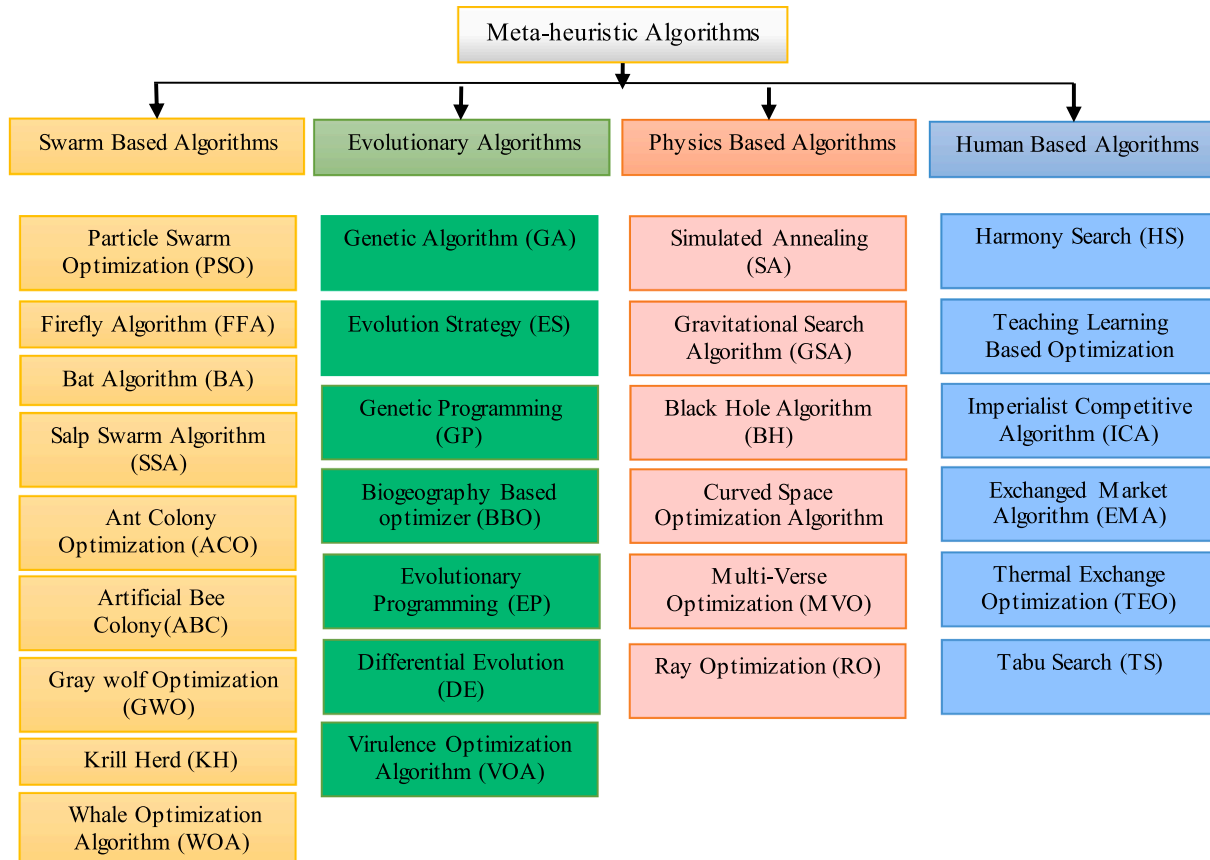 Meta-heuristic Algorithms
Swarm Based Algorithms
Evolutionary Algorithms
Physics Based Algorithms
Human Based Algorithms
Particle Swarm
Optimization (PSO)
Firefly Algorithm (FFA)
Bat Algorithm (BA)
Salp Swarm Algorithm
(SSA)
Ant Colony
Optimization (ACO)
Artificial Bee
Colony(ABC)
Gray wolf Optimization
(GWO)
Krill Herd (KH)
Whale Optimization
Algorithm (WOA)
Genetic Algorithm (GA)
Evolution Strategy (ES)
Genetic Programming
(GP)
Biogeography Based
optimizer (BBO)
Evolutionary
Programming (EP)
Differential Evolution
(DE)
Virulence Optimization
Algorithm (VOA)
Simulated Annealing
(SA)
Gravitational Search
Algorithm (GSA)
Black Hole Algorithm
(BH)
Curved Space
Optimization Algorithm
Multi-Verse
Optimization (MVO)
Ray Optimization (RO)
Harmony Search (HS)
Teaching Learning
Based Optimization
Imperialist Competitive
Algorithm (ICA)
Exchanged Market
Algorithm (EMA)
Thermal Exchange
Optimization (TEO)
Tabu Search (TS)